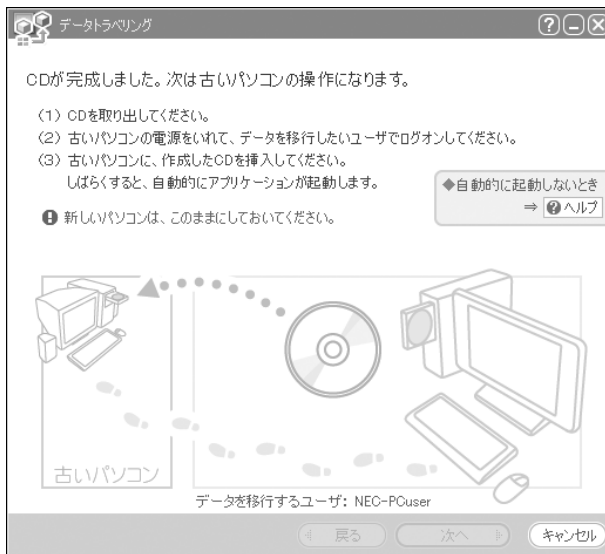 データトラベリング
CDが完成しました。次は古いパソコンの操作になります。
(1) CDを取り出してください。
(2) 古いパソコンの電源をいれて、データを移行したいユーザでログオンしてください。
(3) 古いパソコンに、作成したCDを挿入してください。
しばらくすると、自動的にアプリケーションが起動します。
◆自動的に起動しないとき
⇒ ?ヘルプ
! 新しいパソコンは、このままにしておいてください。
古いパソコン
データを移行するユーザ: NEC-PCuser
戻る 次へ キャンセル